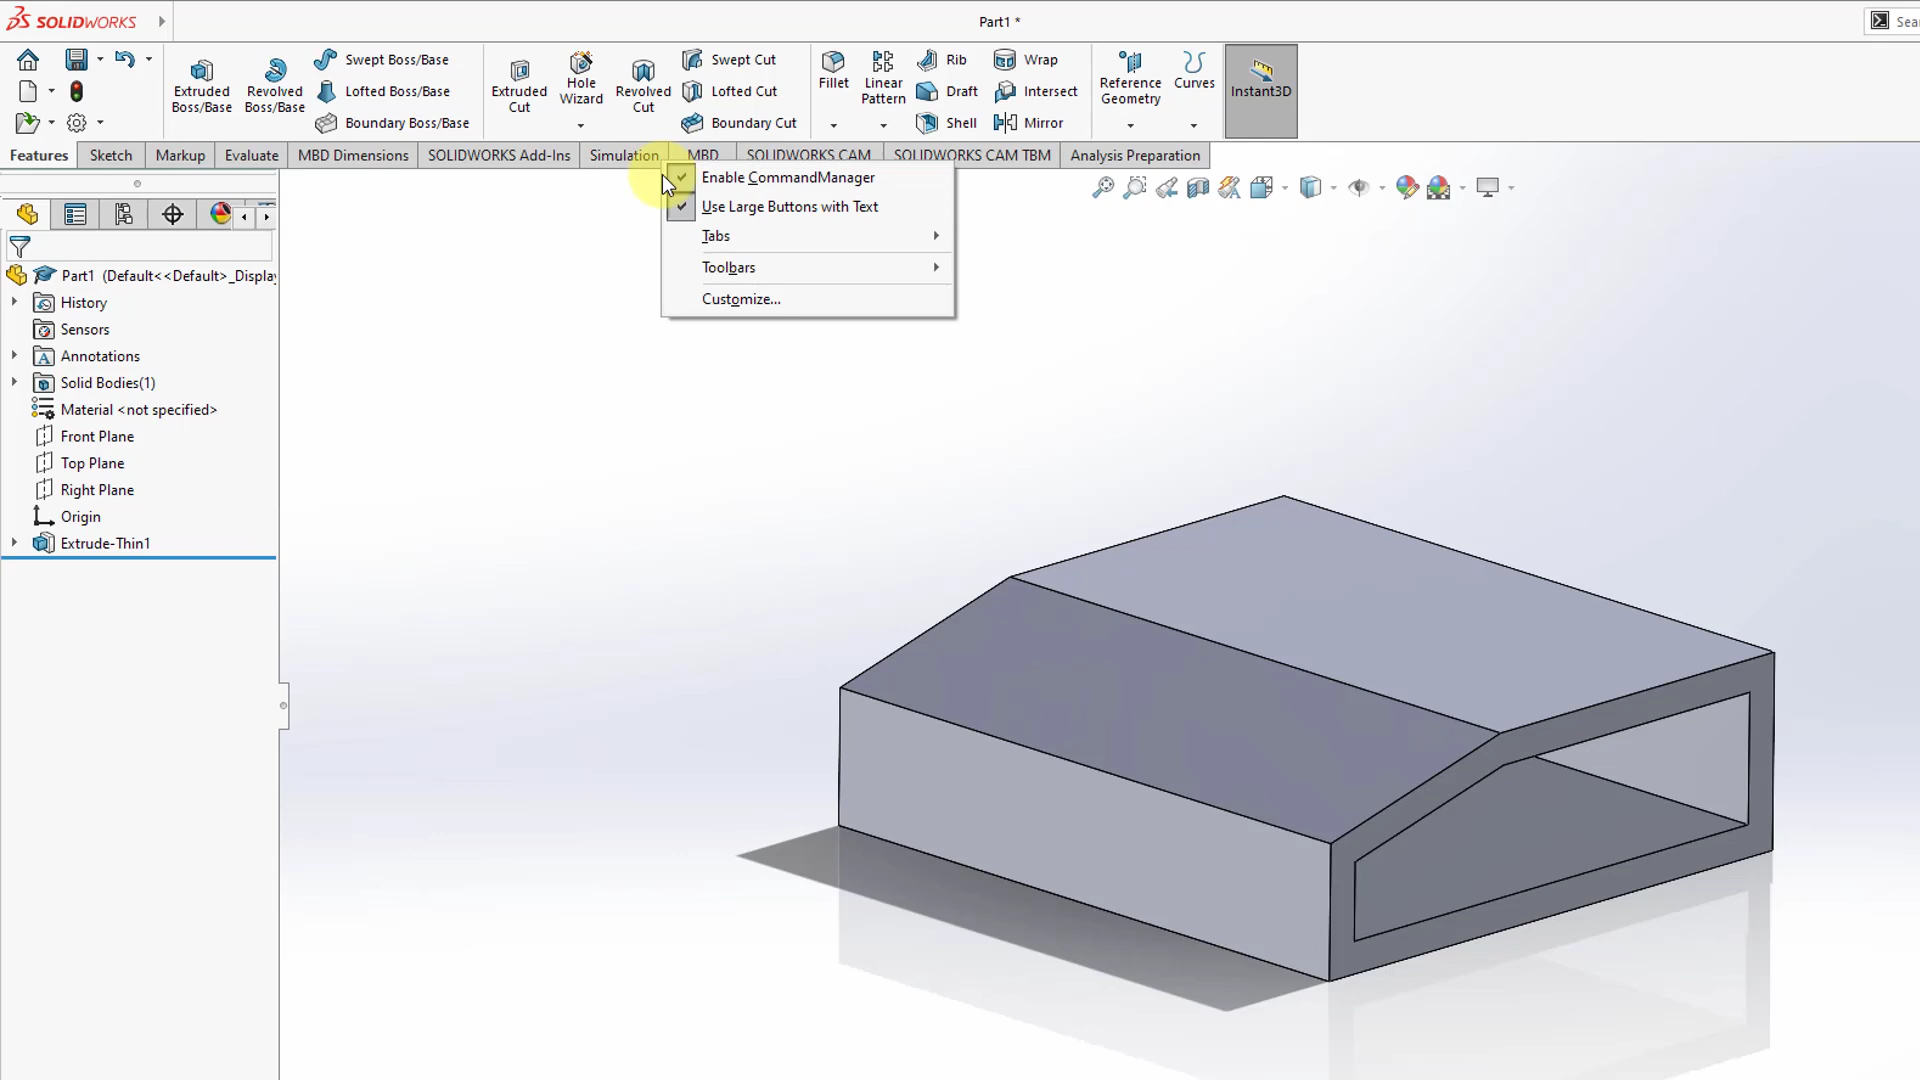 SOLIDWORKS
Part1 *
Sea
Extruded Boss/Base
Revolved Boss/Base
Swept Boss/Base
Lofted Boss/Base
Boundary Boss/Base
Extruded Cut
Hole Wizard
Revolved Cut
Swept Cut
Lofted Cut
Boundary Cut
Fillet
Linear Pattern
Rib
Draft
Shell
Wrap
Intersect
Mirror
Reference Geometry
Curves
Instant3D
Features
Sketch
Markup
Evaluate
MBD Dimensions
SOLIDWORKS Add-Ins
Simulation
MBD
SOLIDWORKS CAM
SOLIDWORKS CAM TBM
Analysis Preparation
Enable CommandManager
Use Large Buttons with Text
Tabs
Toolbars
Customize...
Part1 (Default<<Default>_Displa
History
Sensors
Annotations
Solid Bodies(1)
Material <not specified>
Front Plane
Top Plane
Right Plane
Origin
Extrude-Thin1